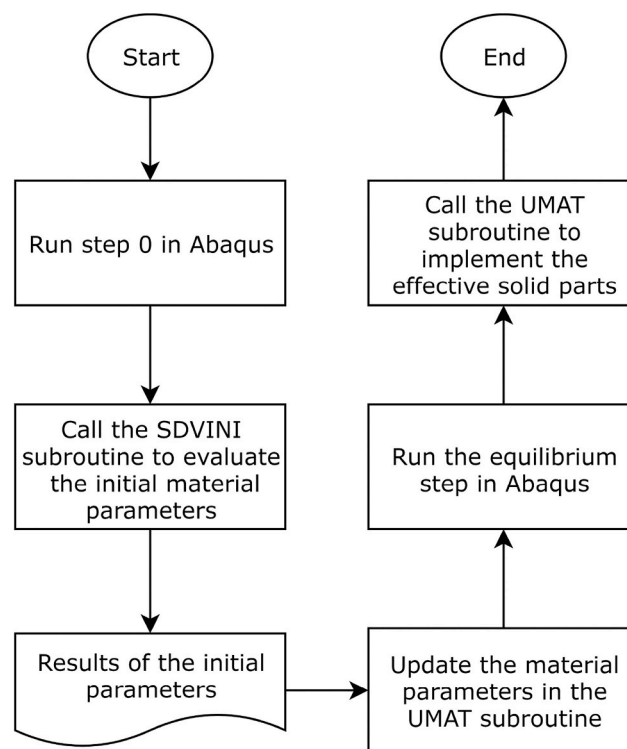 Start
Run step 0 in Abaqus
Call the SDVINI
subroutine to evaluate
the initial material
parameters
Results of the initial
parameters
Update the material
parameters in the
UMAT subroutine
Run the equilibrium
step in Abaqus
Call the UMAT
subroutine to
implement the
effective solid parts
End